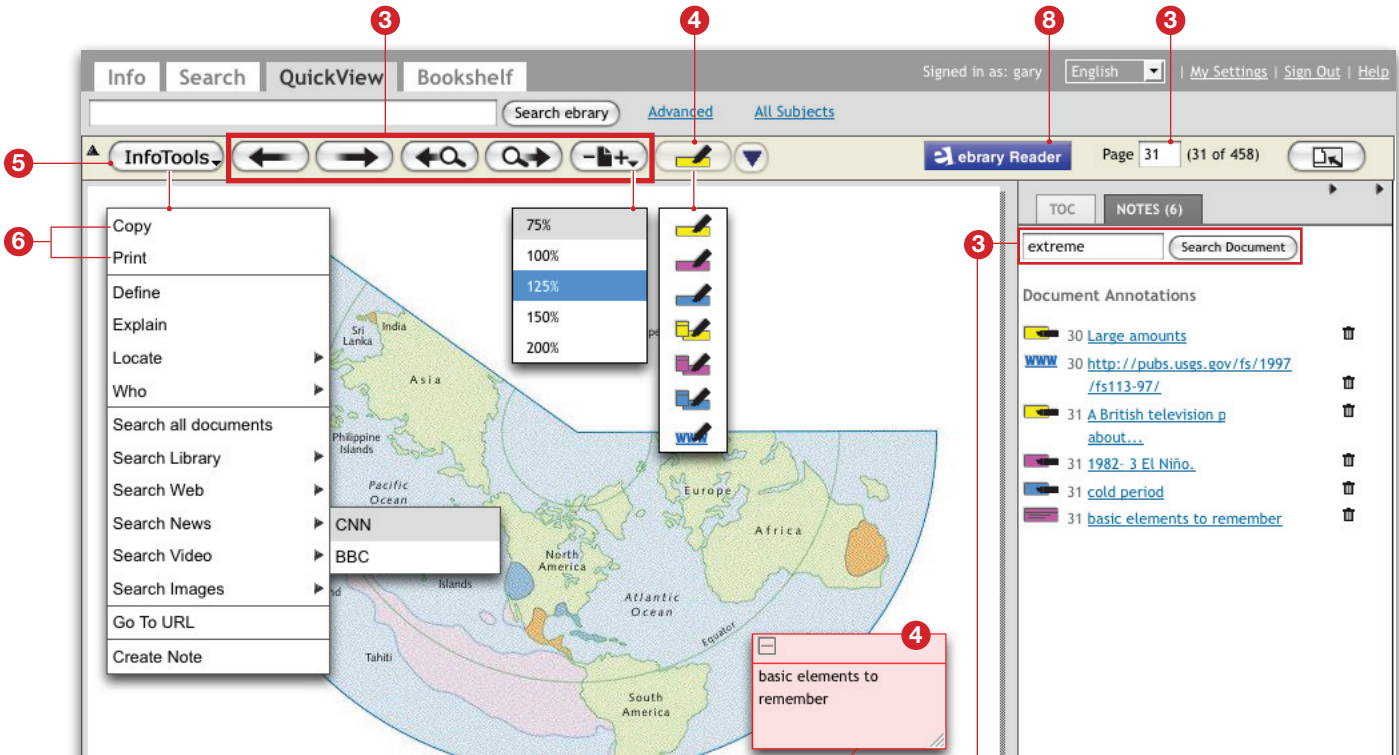 3
4
8
3
Info Search QuickView Bookshelf
Signed in as: gary English | My Settings | Sign Out | Help
Search ebrary Advanced All Subjects
5
InfoTools
ebrary Reader
Page 31 (31 of 458)
6
Copy
Print
Define
Explain
Locate
Who
Search all documents
Search Library
Search Web
Search News
Search Video
Search Images
Go To URL
Create Note
CNN
BBC
75%
100%
125%
150%
200%
www
Sri
Lanka
India
Asia
Philippine
Islands
Pacific
Ocean
North
America
Islands
Tahiti
Atlantic
Ocean
Equator
Europe
Africa
South
America
4
basic elements to
remember
TOC NOTES (6)
3
extreme Search Document
Document Annotations
30 Large amounts
www 30 http://pubs.usgs.gov/fs/1997
/fs113-97/
31 A British television p
about...
31 1982- 3 El Niño.
31 cold period
31 basic elements to remember